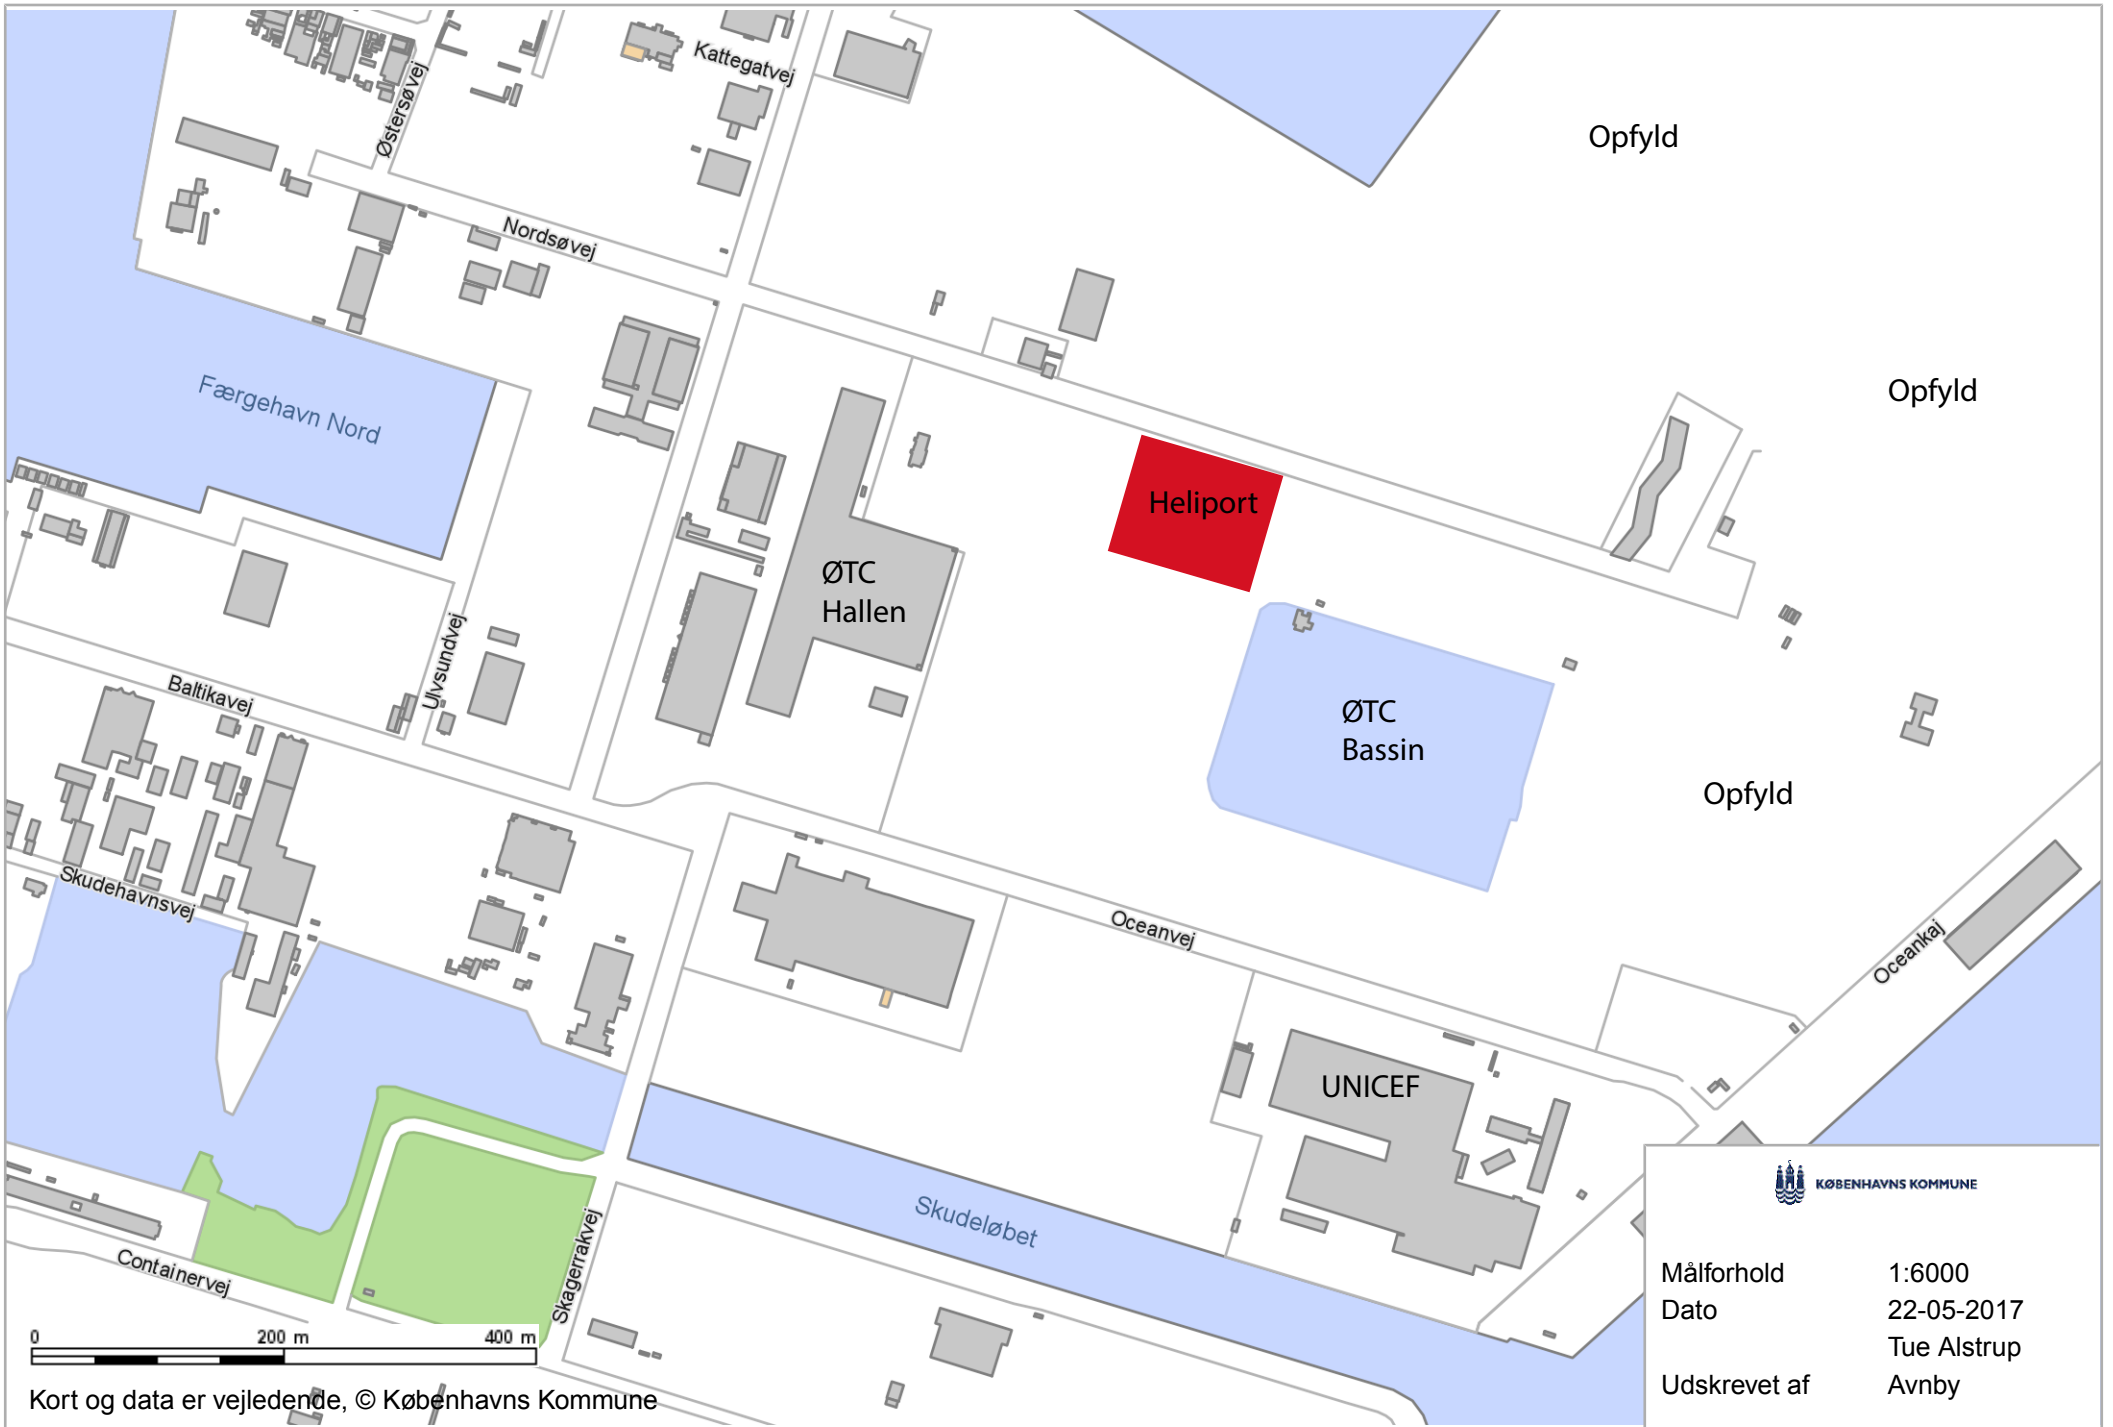 Kattegatvej
Østersøvej
Opfyld
Nordsøvej
Færgehavn Nord
Opfyld
Heliport
ØTC
Hallen
Ulvsundvej
Baltikavej
ØTC
Bassin
Opfyld
Skudehavnsvej
Oceanvej
Oceankaj
UNICEF
Skudeløbet
Skagerrakvej
Containervej
KØBENHAVNS KOMMUNE
Målforhold 1:6000
Dato 22-05-2017
Tue Alstrup
Udskrevet af Avnby
0 200 m 400 m
Kort og data er vejledende, © Københavns Kommune